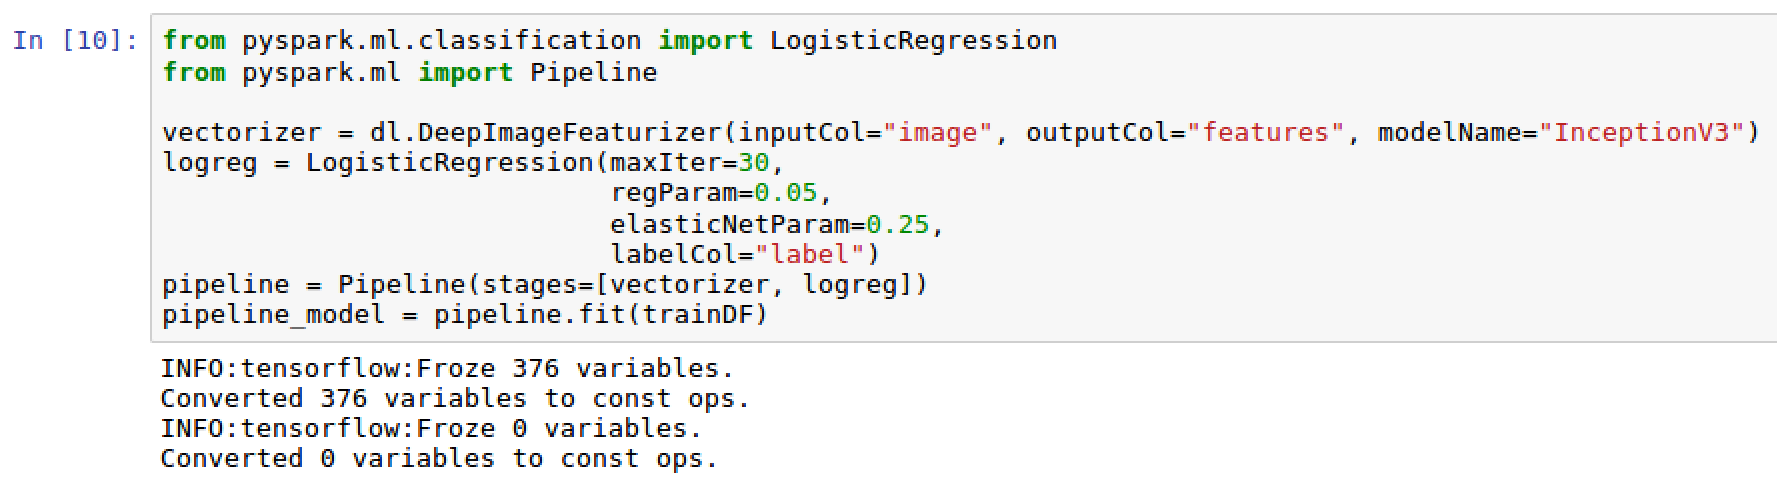 In [10]: from pyspark.ml.classification import LogisticRegression
from pyspark.ml import Pipeline
vectorizer = dl.DeepImageFeaturizer(inputCol="image", outputCol="features", modelName="InceptionV3")
logreg = LogisticRegression(maxIter=30,
regParam=0.05,
elasticNetParam=0.25,
labelCol="label")
pipeline = Pipeline(stages=[vectorizer, logreg])
pipeline_model = pipeline.fit(trainDF)
INFO:tensorflow:Froze 376 variables.
Converted 376 variables to const ops.
INFO:tensorflow:Froze 0 variables.
Converted 0 variables to const ops.